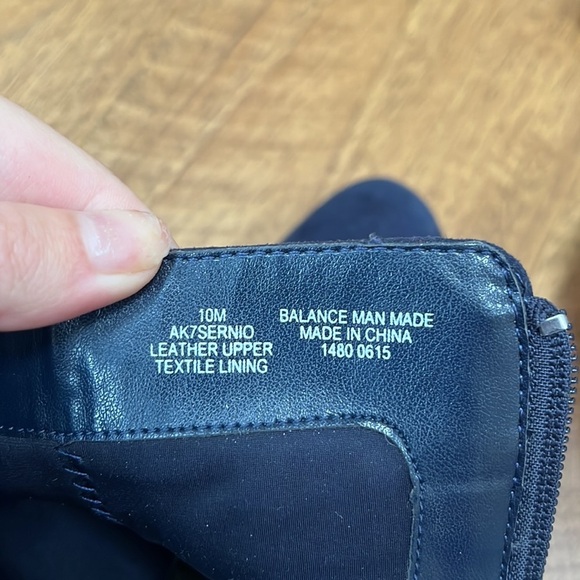 10M
AK7SERNIO
LEATHER UPPER
TEXTILE LINING
BALANCE MAN MADE
MADE IN CHINA
1480 0615